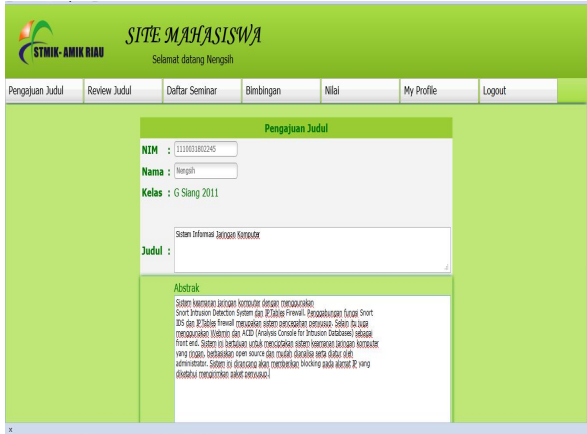 SITE MAHASISWA
STMIK- AMIK RIAU
Selamat datang Nengsih
Pengajuan Judul Review Judul Daftar Seminar Bimbingan Nilai My Profile Logout
Pengajuan Judul
NIM : 1110031802245
Nama : Nengsih
Kelas : G Siang 2011
Judul : Sistem Informasi Jaringan Komputer
Abstrak
Sistem keamanan jaringan komputer dengan menggunakan
Snort Intrusion Detection System dan IPTables Firewall. Penggabungan fungsi Snort
IDS dan IPTables firewall merupakan sistem pencegahan penyusup. Selain itu juga
menggunakan Webmin dan ACID (Analysis Console for Intrusion Databases) sebagai
front end. Sistem ini bertujuan untuk menciptakan sistem keamanan jaringan komputer
yang ringan, berbasiskan open source dan mudah dianalisa serta diatur oleh
administrator. Sistem ini dirancang akan memberikan blocking pada alamat IP yang
diketahui mengirimkan paket penyusup.
x